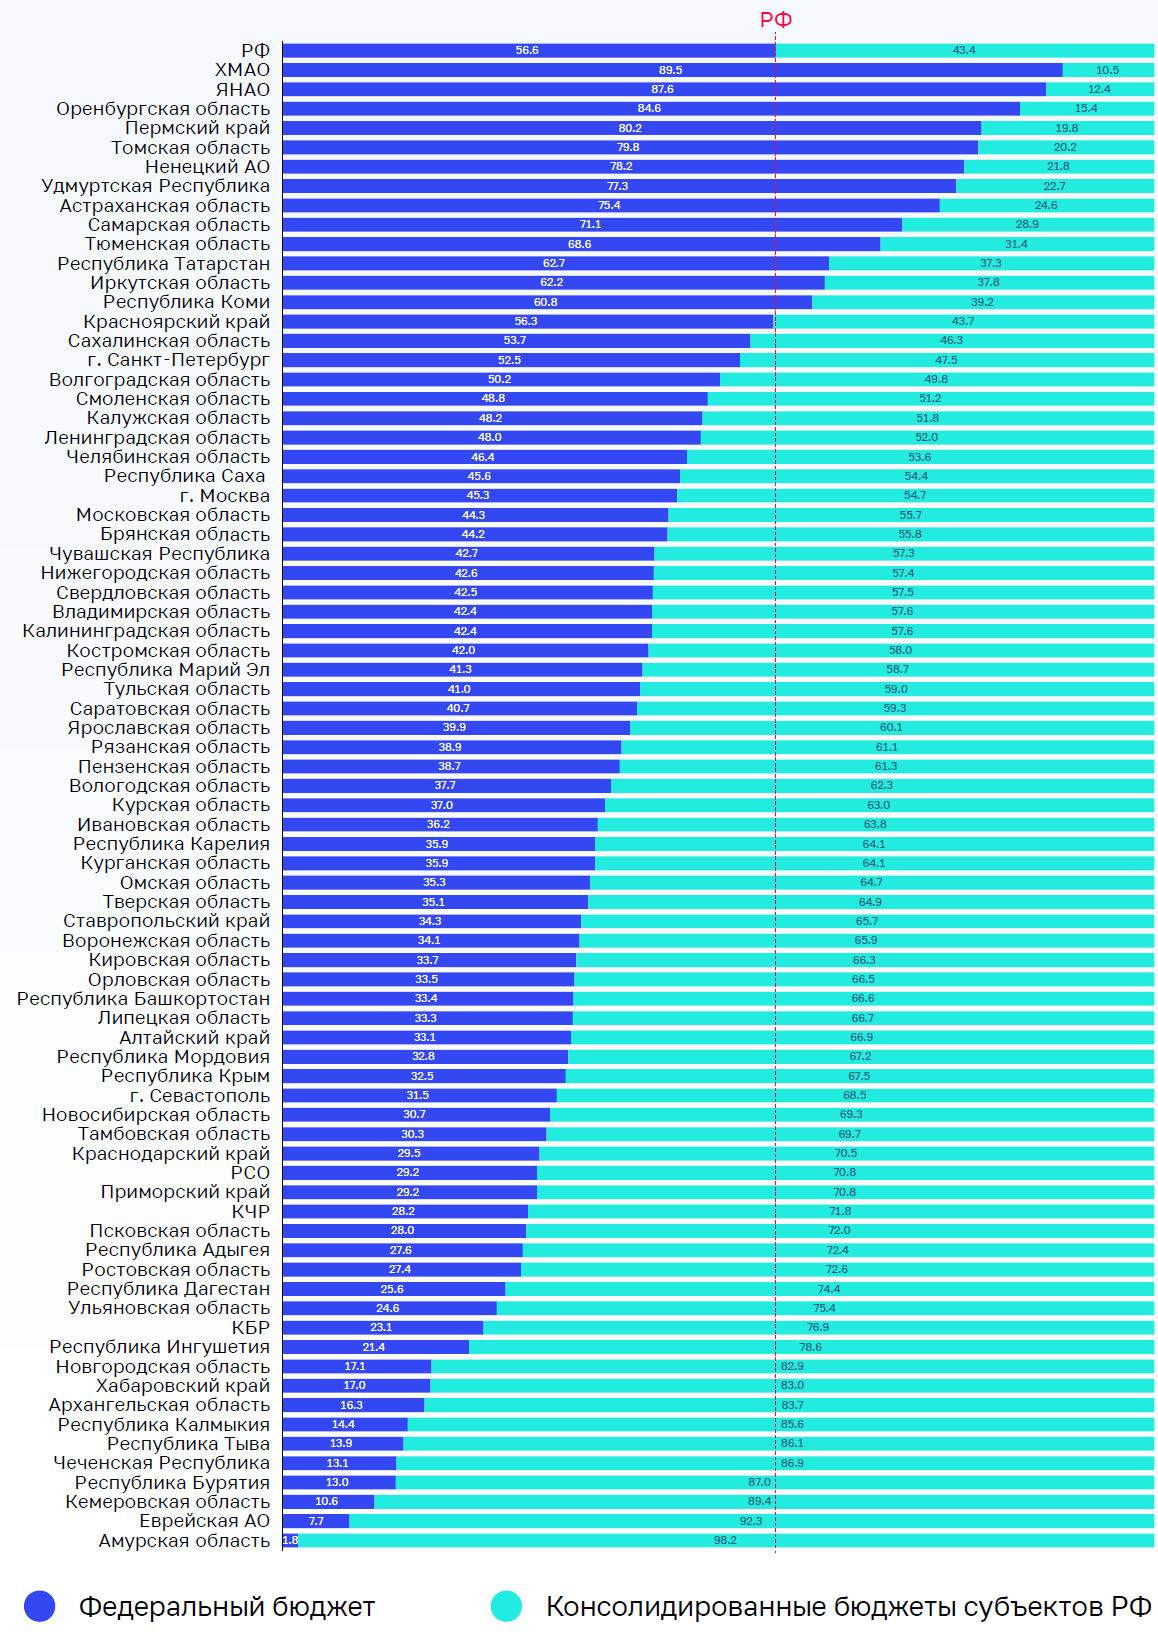 РФ
РФ 56.6 43.4
ХМАО 89.5 10.5
ЯНАО 87.6 12.4
Оренбургская область 84.6 15.4
Пермский край 80.2 19.8
Томская область 79.8 20.2
Ненецкий АО 78.2 21.8
Удмуртская Республика 77.3 22.7
Астраханская область 75.4 24.6
Самарская область 71.1 28.9
Тюменская область 68.6 31.4
Республика Татарстан 62.7 37.3
Иркутская область 62.2 37.8
Республика Коми 60.8 39.2
Красноярский край 56.3 43.7
Сахалинская область 53.7 46.3
г. Санкт-Петербург 52.5 47.5
Волгоградская область 50.2 49.8
Смоленская область 48.8 51.2
Калужская область 48.2 51.8
Ленинградская область 48.0 52.0
Челябинская область 46.4 53.6
Республика Саха 45.6 54.4
г. Москва 45.3 54.7
Московская область 44.3 55.7
Брянская область 44.2 55.8
Чувашская Республика 42.7 57.3
Нижегородская область 42.6 57.4
Свердловская область 42.5 57.5
Владимирская область 42.4 57.6
Калининградская область 42.4 57.6
Костромская область 42.0 58.0
Республика Марий Эл 41.3 58.7
Тульская область 41.0 59.0
Саратовская область 40.7 59.3
Ярославская область 39.9 60.1
Рязанская область 38.9 61.1
Пензенская область 38.7 61.3
Вологодская область 37.7 62.3
Курская область 37.0 63.0
Ивановская область 36.2 63.8
Республика Карелия 35.9 64.1
Курганская область 35.9 64.1
Омская область 35.3 64.7
Тверская область 35.1 64.9
Ставропольский край 34.3 65.7
Воронежская область 34.1 65.9
Кировская область 33.7 66.3
Орловская область 33.5 66.5
Республика Башкортостан 33.4 66.6
Липецкая область 33.3 66.7
Алтайский край 33.1 66.9
Республика Мордовия 32.8 67.2
Республика Крым 32.5 67.5
г. Севастополь 31.5 68.5
Новосибирская область 30.7 69.3
Тамбовская область 30.3 69.7
Краснодарский край 29.5 70.5
РСО 29.2 70.8
Приморский край 29.2 70.8
КЧР 28.2 71.8
Псковская область 28.0 72.0
Республика Адыгея 27.6 72.4
Ростовская область 27.4 72.6
Республика Дагестан 25.6 74.4
Ульяновская область 24.6 75.4
КБР 23.1 76.9
Республика Ингушетия 21.4 78.6
Новгородская область 17.1 82.9
Хабаровский край 17.0 83.0
Архангельская область 16.3 83.7
Республика Калмыкия 14.4 85.6
Республика Тыва 13.9 86.1
Чеченская Республика 13.1 86.9
Республика Бурятия 13.0 87.0
Кемеровская область 10.6 89.4
Еврейская АО 7.7 92.3
Амурская область 1.8 98.2
Федеральный бюджет Консолидированные бюджеты субъектов РФ